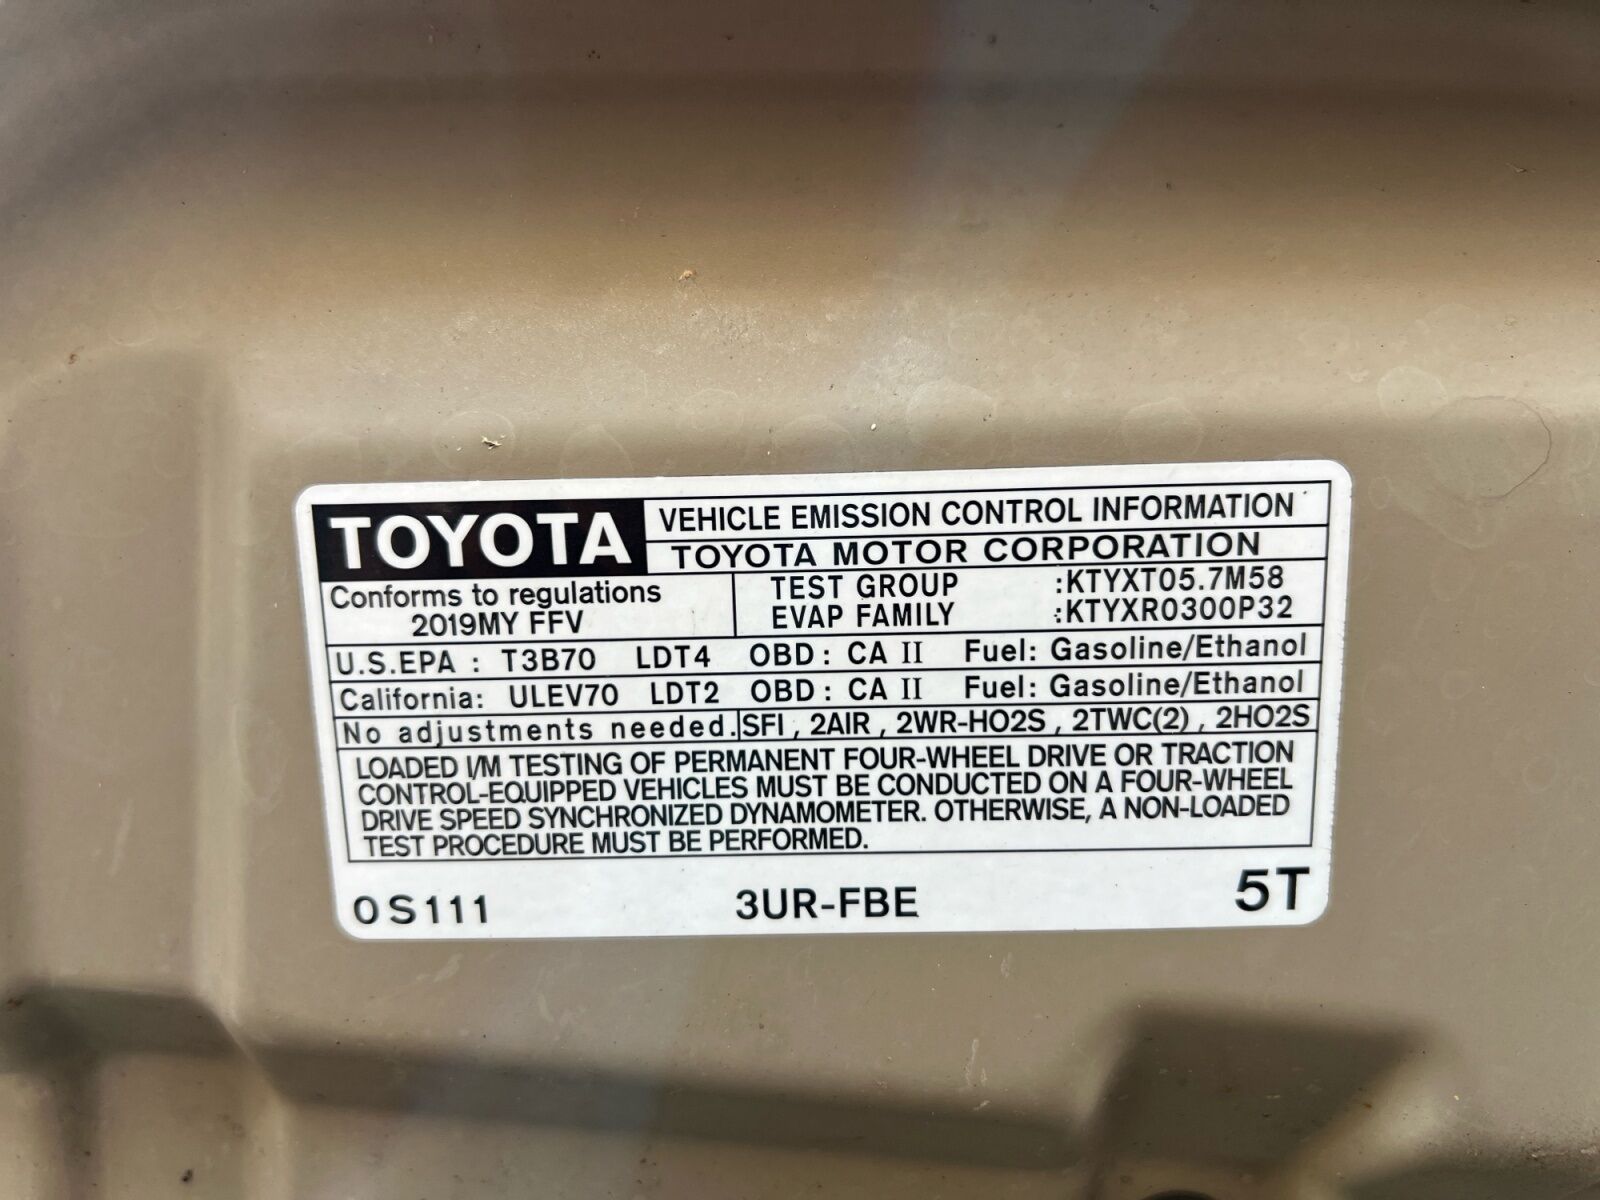 TOYOTA
VEHICLE EMISSION CONTROL INFORMATION
TOYOTA MOTOR CORPORATION
Conforms to regulations
2019MY FFV
TEST GROUP :KTYXT05.7M58
EVAP FAMILY :KTYXR0300P32
U.S.EPA : T3B70 LDT4 OBD : CA II Fuel: Gasoline/Ethanol
California: ULEV70 LDT2 OBD : CA II Fuel: Gasoline/Ethanol
No adjustments needed. SFI , 2AIR , 2WR-HO2S , 2TWC(2) , 2HO2S
LOADED I/M TESTING OF PERMANENT FOUR-WHEEL DRIVE OR TRACTION
CONTROL-EQUIPPED VEHICLES MUST BE CONDUCTED ON A FOUR-WHEEL
DRIVE SPEED SYNCHRONIZED DYNAMOMETER. OTHERWISE, A NON-LOADED
TEST PROCEDURE MUST BE PERFORMED.
0S111 3UR-FBE 5T